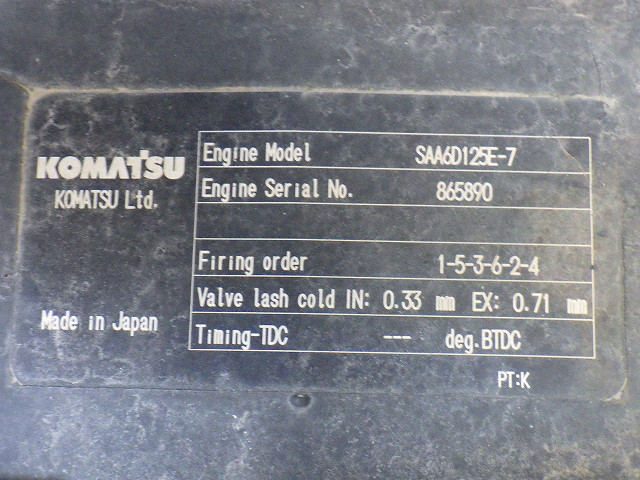 KOMATSU
KOMATSU Ltd.
Made in Japan
Engine Model SAA6D125E-7
Engine Serial No. 865890
Firing order 1-5-3-6-2-4
Valve lash cold IN: 0.33 mm EX: 0.71 mm
Timing-TDC --- deg.BTDC
PT:K